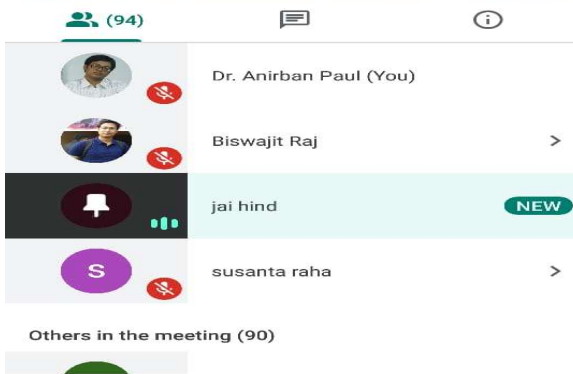 (94)
Dr. Anirban Paul (You)
Biswajit Raj
jai hind NEW
S susanta raha
Others in the meeting (90)